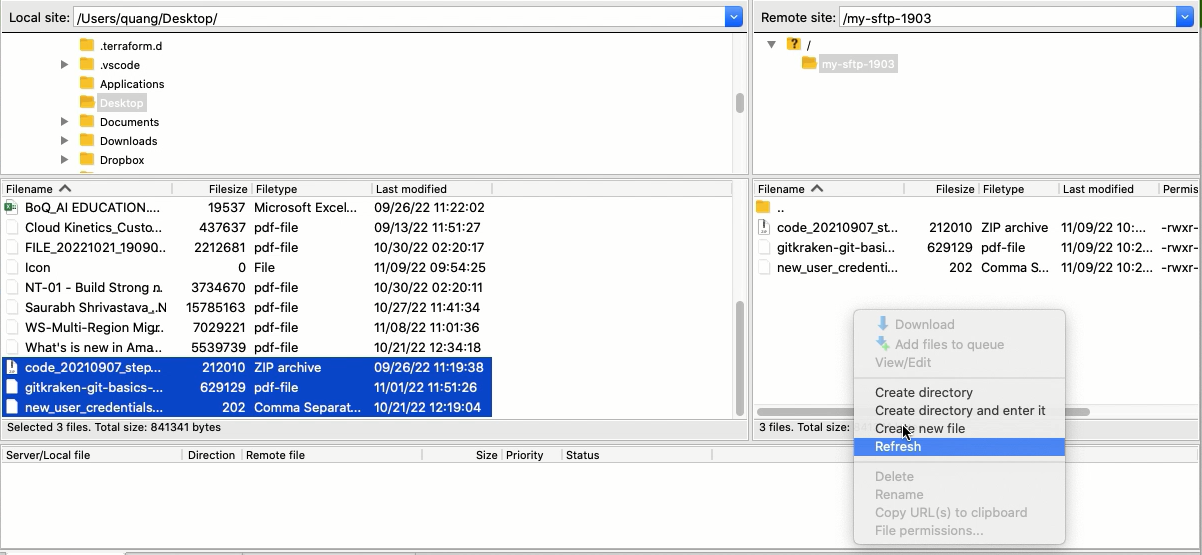 Local site: /Users/quang/Desktop/
.terraform.d
.vscode
Applications
Desktop
Documents
Downloads
Dropbox
Filename Filesize Filetype Last modified
BoQ_AI EDUCATION.... 19537 Microsoft Excel... 09/26/22 11:22:02
Cloud Kinetics_Custo... 437637 pdf-file 09/13/22 11:51:27
FILE_20221021_19090... 2212681 pdf-file 10/30/22 02:20:17
Icon 0 File 11/09/22 09:54:25
NT-01 - Build Strong n. 3734670 pdf-file 10/30/22 02:20:11
Saurabh Shrivastava_.N 15785163 pdf-file 10/27/22 11:41:34
WS-Multi-Region Migr.. 7029221 pdf-file 11/08/22 11:01:36
What's is new in Ama... 5539739 pdf-file 10/21/22 12:34:18
code_20210907_step... 212010 ZIP archive 09/26/22 11:19:38
gitkraken-git-basics-... 629129 pdf-file 11/01/22 11:51:26
new_user_credentials... 202 Comma Separat... 10/21/22 12:19:04
Selected 3 files. Total size: 841341 bytes
Remote site: /my-sftp-1903
? /
my-sftp-1903
Filename Filesize Filetype Last modified Permis
..
code_20210907_st... 212010 ZIP archive 11/09/22 10:... -rwxr-
gitkraken-git-basi... 629129 pdf-file 11/09/22 10:2... -rwxr-
new_user_credenti... 202 Comma S... 11/09/22 10:2... -rwxr-
3 files. Total size:
Download
Add files to queue
View/Edit
Create directory
Create directory and enter it
Create new file
Refresh
Delete
Rename
Copy URL(s) to clipboard
File permissions...
Server/Local file Direction Remote file Size Priority Status